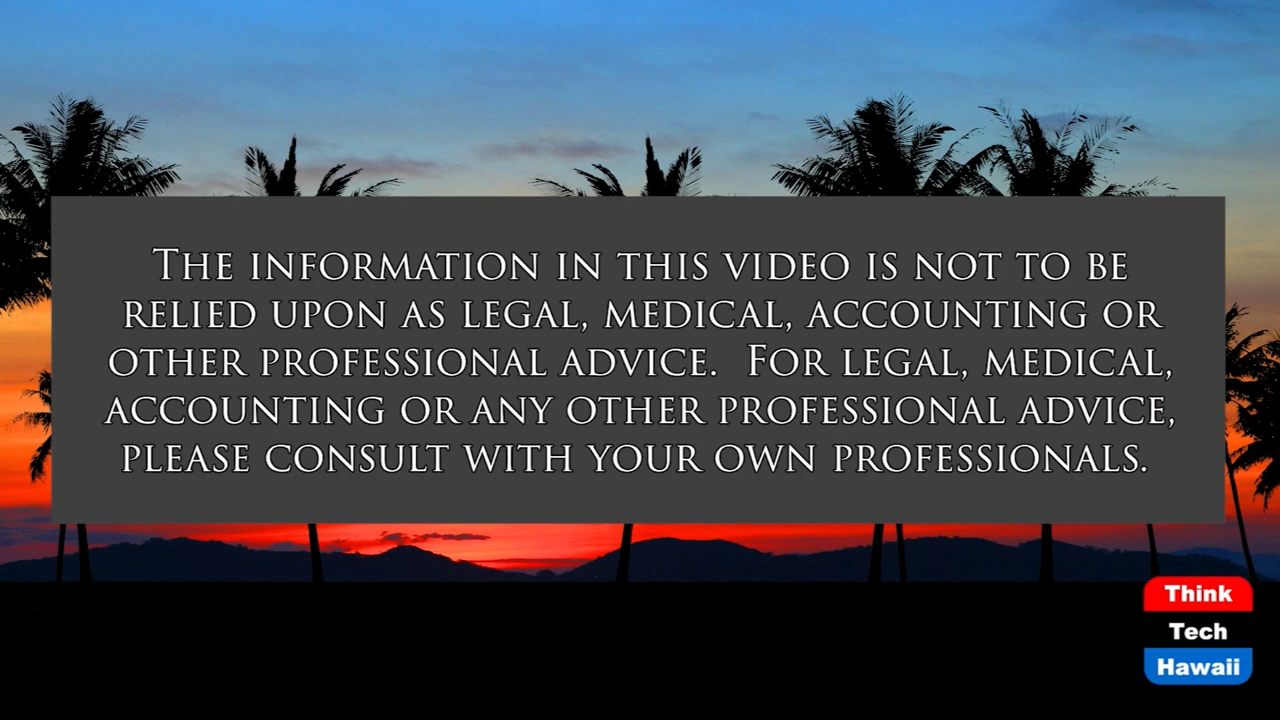 The information in this video is not to be
relied upon as legal, medical, accounting or
other professional advice.  For legal, medical,
accounting or any other professional advice,
please consult with your own professionals.
Think
Tech
Hawaii